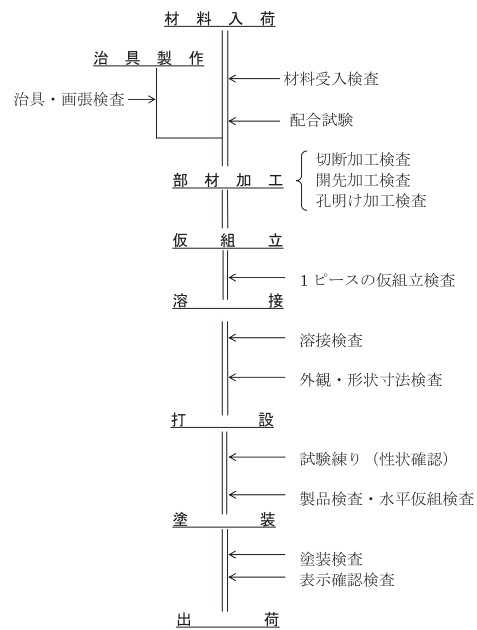 材料入荷
治具製作
材料受入検査
治具・画張検査
配合試験
切断加工検査
部材加工
開先加工検査
孔明け加工検査
仮組立
1ピースの仮組立検査
溶接
溶接検査
外観・形状寸法検査
打設
試験練り（性状確認）
製品検査・水平仮組検査
塗装
塗装検査
表示確認検査
出荷